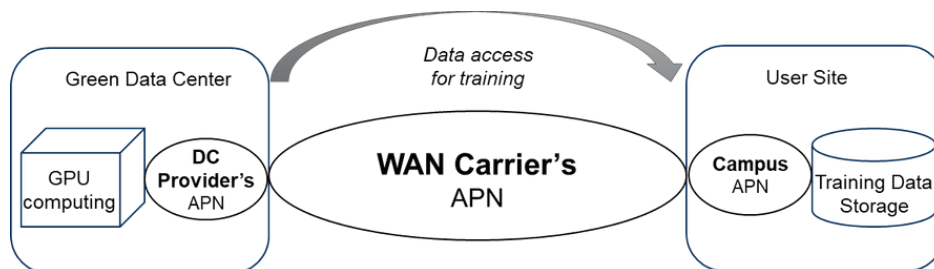 Data access
for training
Green Data Center
User Site
GPU
computing
DC
Provider's
APN
WAN Carrier's
APN
Campus
APN
Training Data
Storage